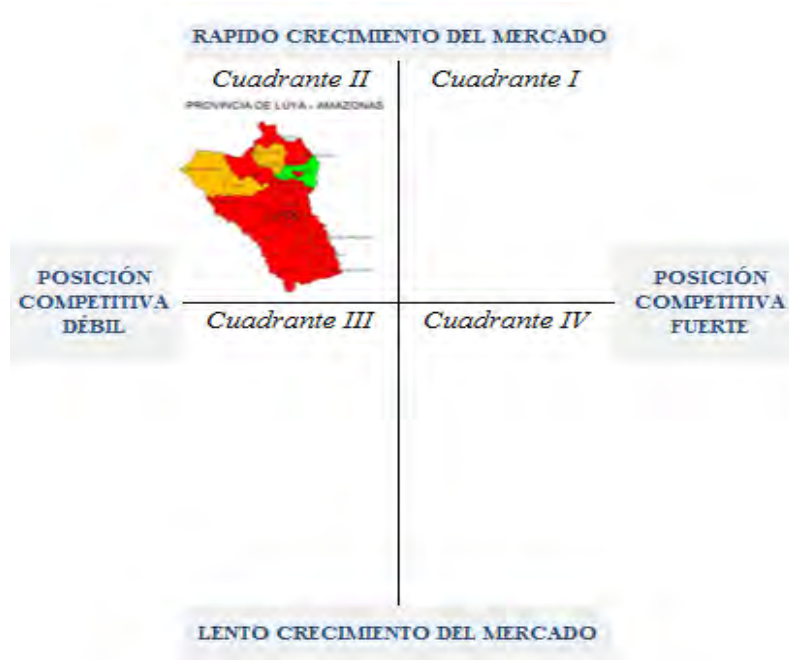 RAPIDO CRECIMIENTO DEL MERCADO
Cuadrante II
Cuadrante I
PROVINCIA DE LUYA - AMAZONAS
POSICIÓN
COMPETITIVA
DÉBIL
POSICIÓN
COMPETITIVA
FUERTE
Cuadrante III
Cuadrante IV
LENTO CRECIMIENTO DEL MERCADO